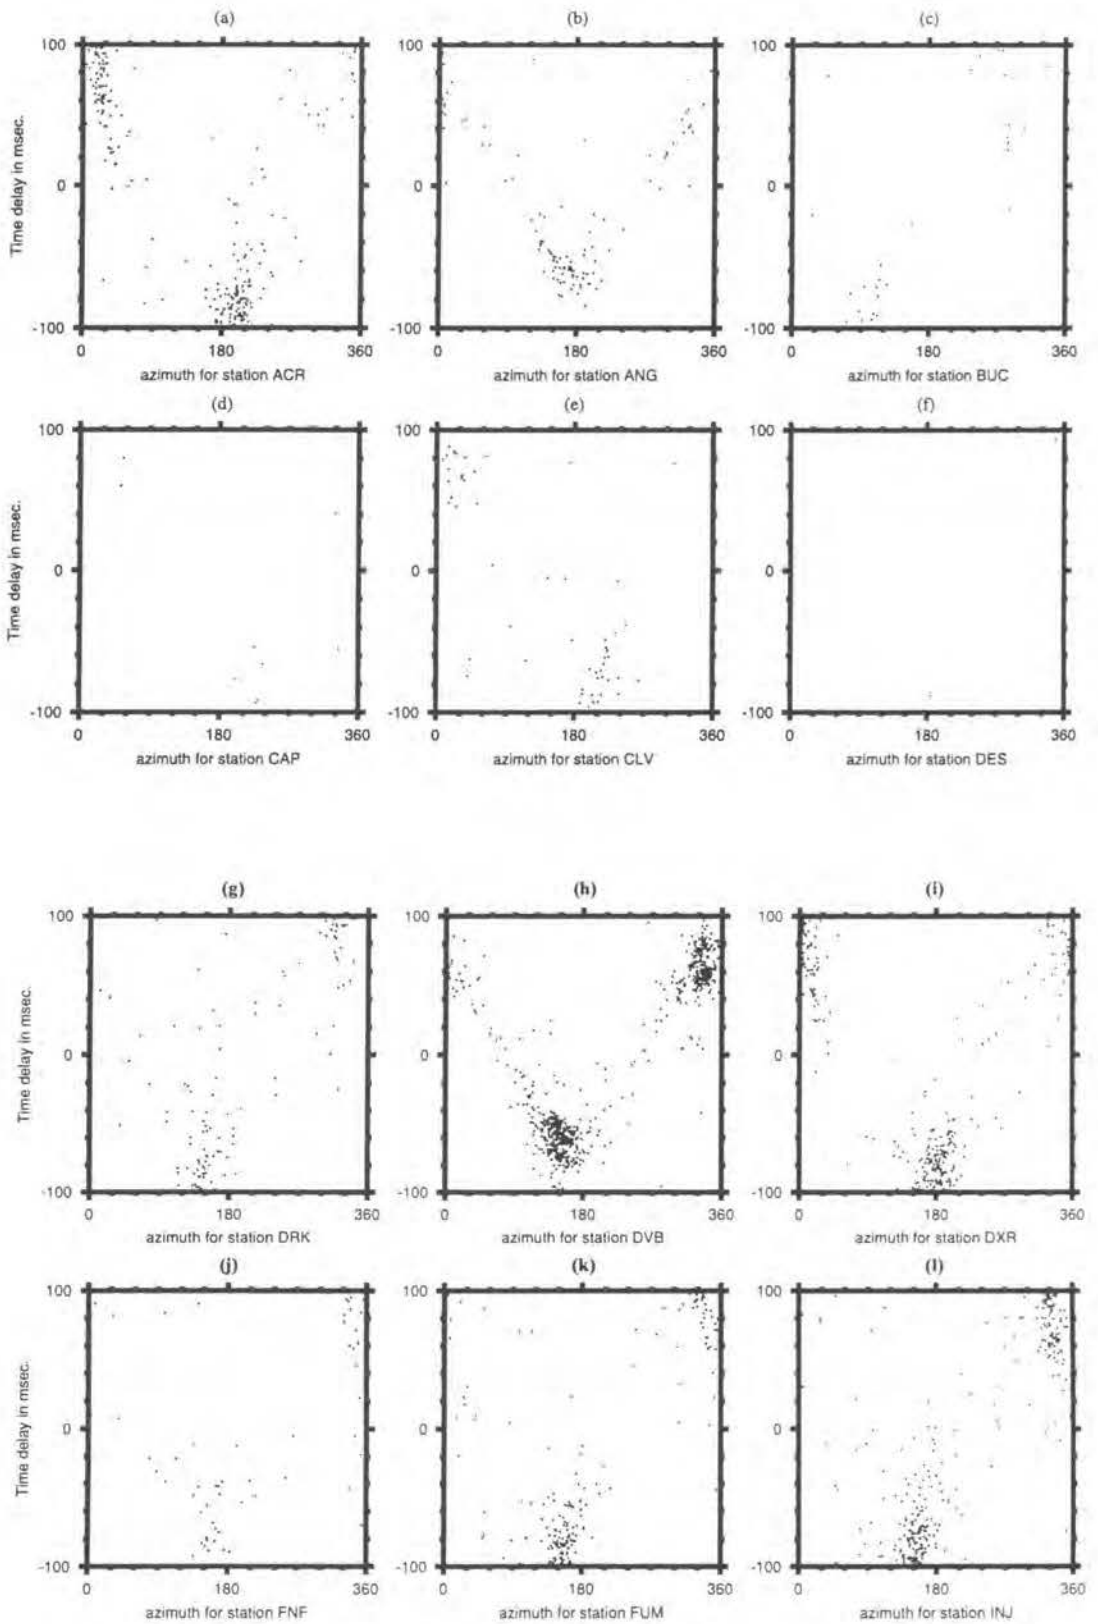 (a) (b) (c)
100 100 100
Time delay in msec.
0 0 0
-100 -100 -100
0 180 360 0 180 360 0 180 360
azimuth for station ACR azimuth for station ANG azimuth for station BUC
(d) (e) (f)
100 100 100
Time delay in msec.
0 0 0
-100 -100 -100
0 180 360 0 180 360 0 180 360
azimuth for station CAP azimuth for station CLV azimuth for station DES
(g) (h) (i)
100 100 100
Time delay in msec.
0 0 0
-100 -100 -100
0 180 360 0 180 360 0 180 360
azimuth for station DRK azimuth for station DVB azimuth for station DXR
(j) (k) (l)
100 100 100
Time delay in msec.
0 0 0
-100 -100 -100
0 180 360 0 180 360 0 180 360
azimuth for station FNF azimuth for station FUM azimuth for station INJ